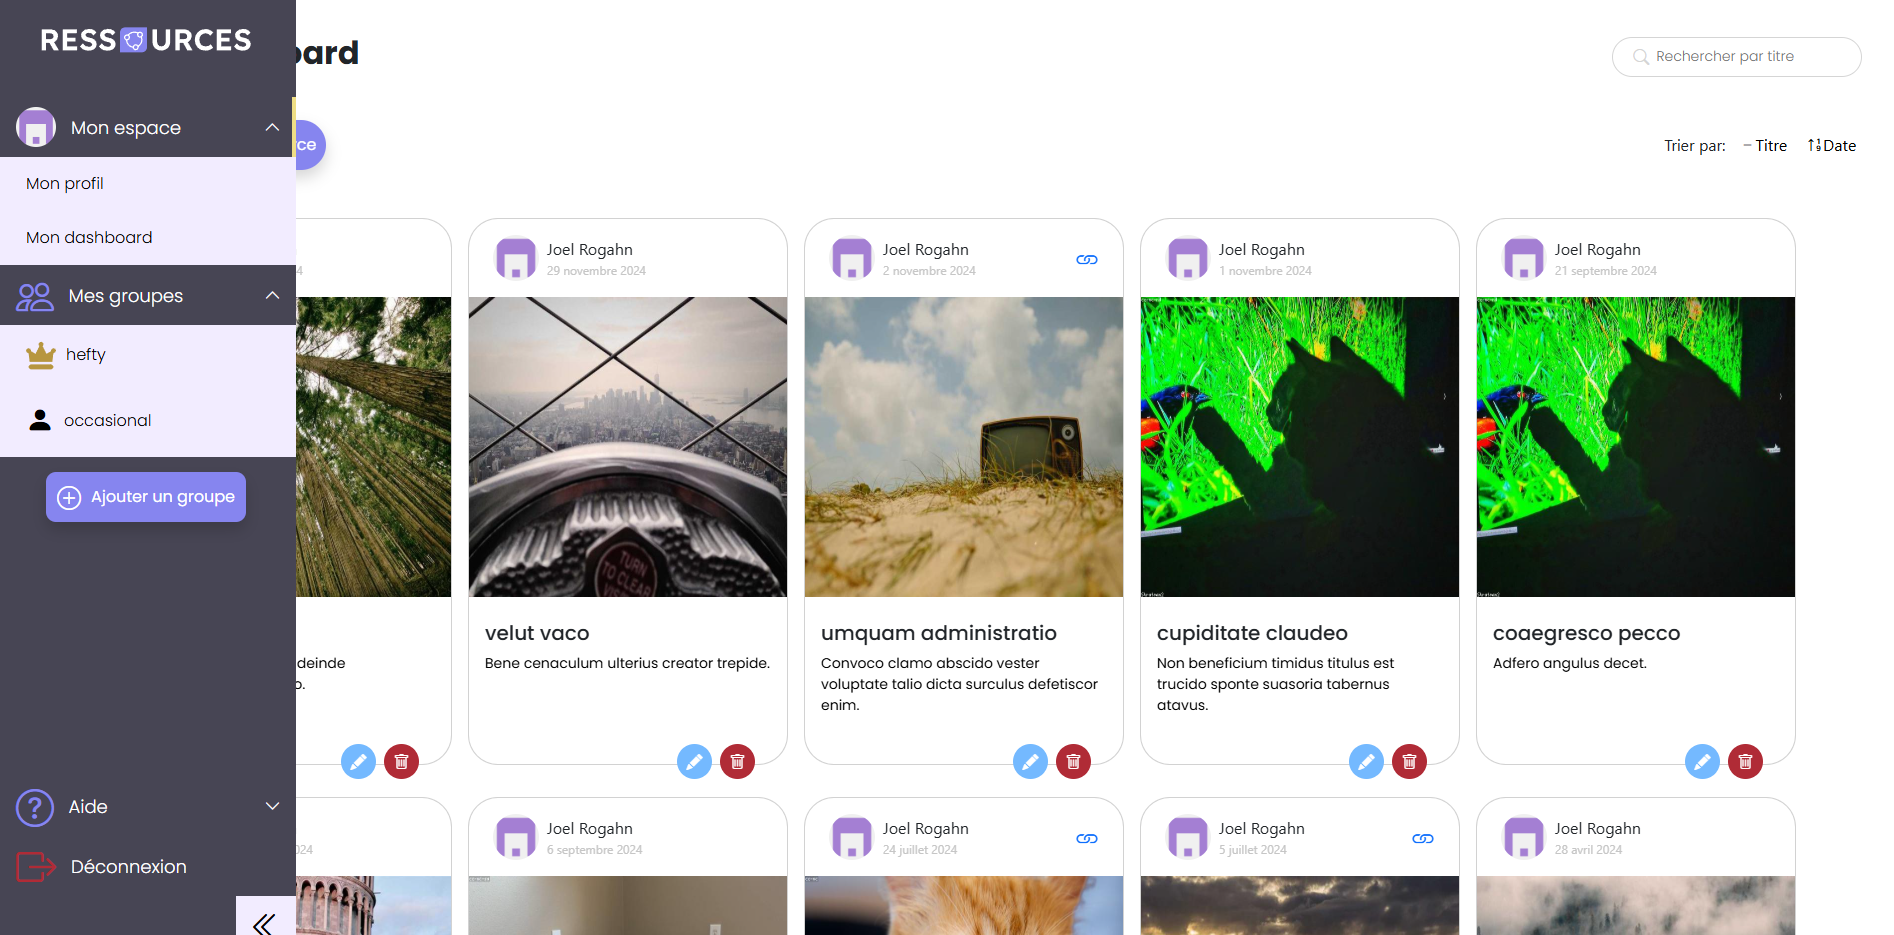 RESSOURCES
oard
Rechercher par titre
Mon espace
rce
Trier par:
Titre
Date
Mon profil
Mon dashboard
Mes groupes
hefty
occasional
Ajouter un groupe
Aide
Déconnexion
4
deinde
o.
Joel Rogahn
29 novembre 2024
TURN
TO CLEAR
velut vaco
Bene cenaculum ulterius creator trepide.
Joel Rogahn
2 novembre 2024
umquam administratio
Convoco clamo abscido vester
voluptate talio dicta surculus defetiscor
enim.
Joel Rogahn
1 novembre 2024
cupiditate claudeo
Non beneficium timidus titulus est
trucido sponte suasoria tabernus
atavus.
Joel Rogahn
21 septembre 2024
coaegresco pecco
Adfero angulus decet.
024
Joel Rogahn
6 septembre 2024
Joel Rogahn
24 juillet 2024
Joel Rogahn
5 juillet 2024
Joel Rogahn
28 avril 2024